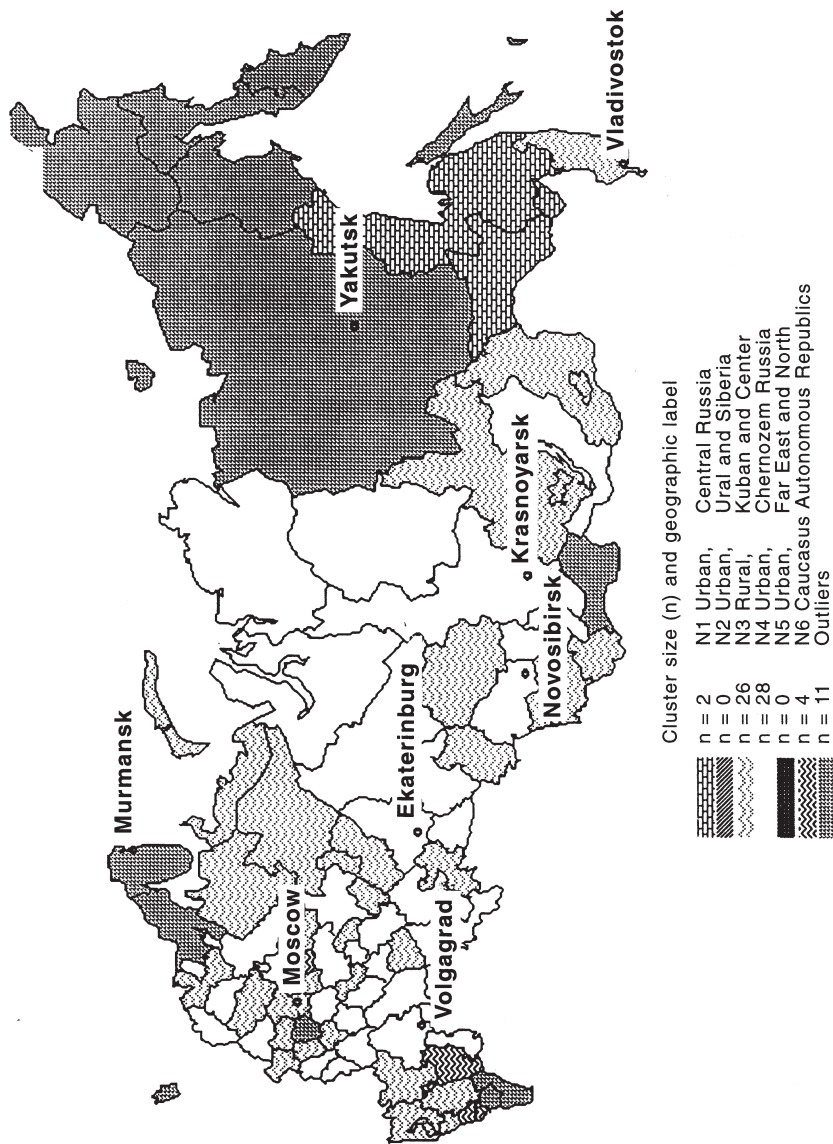 Murmansk
Moscow
Volgagrad
Ekaterinburg
Novosibirsk
Krasnoyarsk
Yakutsk
Vladivostok
Cluster size (n) and geographic label
n = 2 N1 Urban, Central Russia
n = 0 N2 Urban, Ural and Siberia
n = 26 N3 Rural, Kuban and Center
n = 28 N4 Urban, Chernozem Russia
n = 0 N5 Urban, Far East and North
n = 4 N6 Caucasus Autonomous Republics
n = 11 Outliers